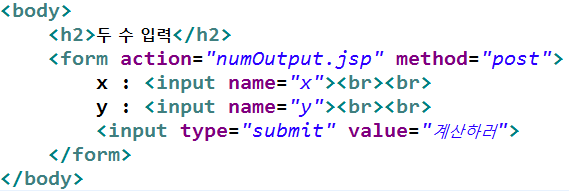 <body>
    <h2>두 수 입력</h2>
    <form action="numOutput.jsp" method="post">
        x : <input name="x"><br><br>
        y : <input name="y"><br><br>
        <input type="submit" value="계산하러">
    </form>
</body>